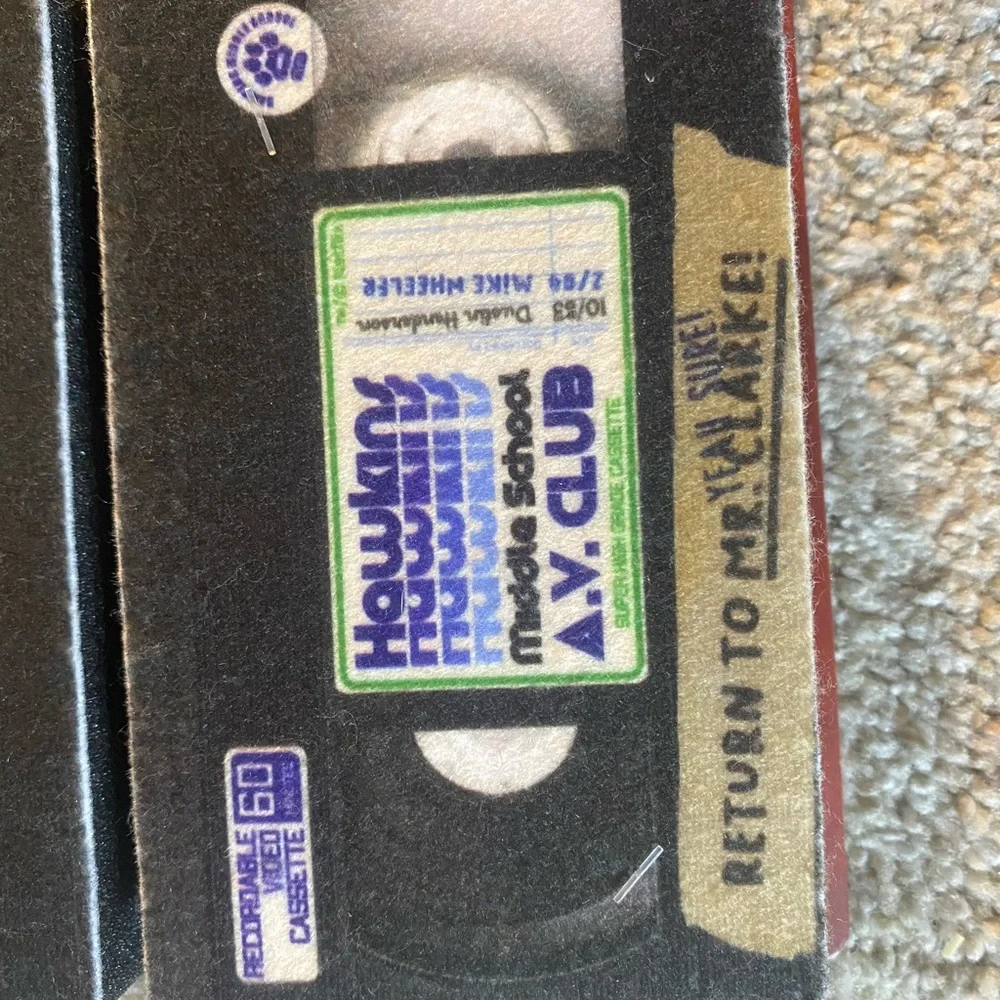 RECORDABLE
VIDEO
CASSETTE
60
MINUTES
Hawkins
Hawkins
Hawkins
Hawkins
Middle School
A.V. CLUB
SUPER HIGH GRADE CASSETTE
10/83 Dustin Henderson
2/84 MIKE WHEELER
YEAH SURE!
RETURN TO MR. CLARKE!